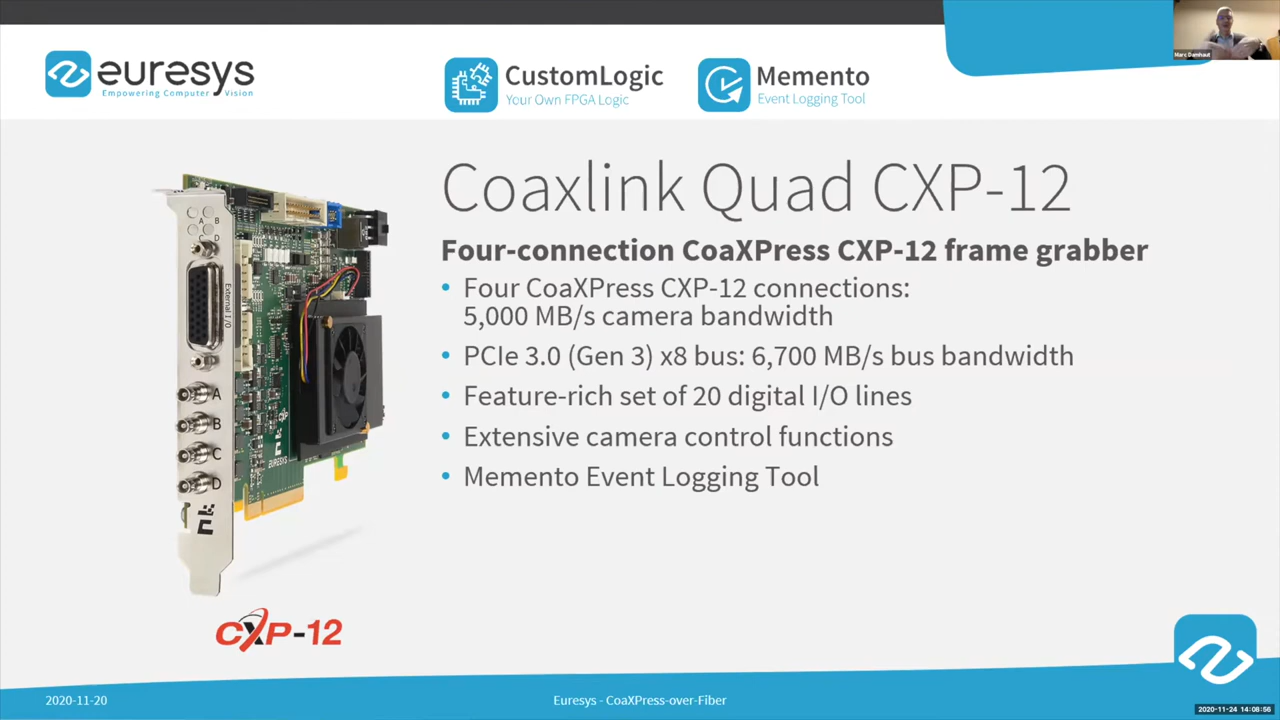 Marc Damhaut
euresys
Empowering Computer Vision
CustomLogic
Your Own FPGA Logic
Memento
Event Logging Tool
Coaxlink Quad CXP-12
Four-connection CoaXPress CXP-12 frame grabber
• Four CoaXPress CXP-12 connections:
5,000 MB/s camera bandwidth
• PCIe 3.0 (Gen 3) x8 bus: 6,700 MB/s bus bandwidth
• Feature-rich set of 20 digital I/O lines
• Extensive camera control functions
• Memento Event Logging Tool
A
B
D
External I/O
A
B
C
D
EURESYS
CXP-12
2020-11-20
Euresys - CoaXPress-over-Fiber
2020-11-24 14:08:56